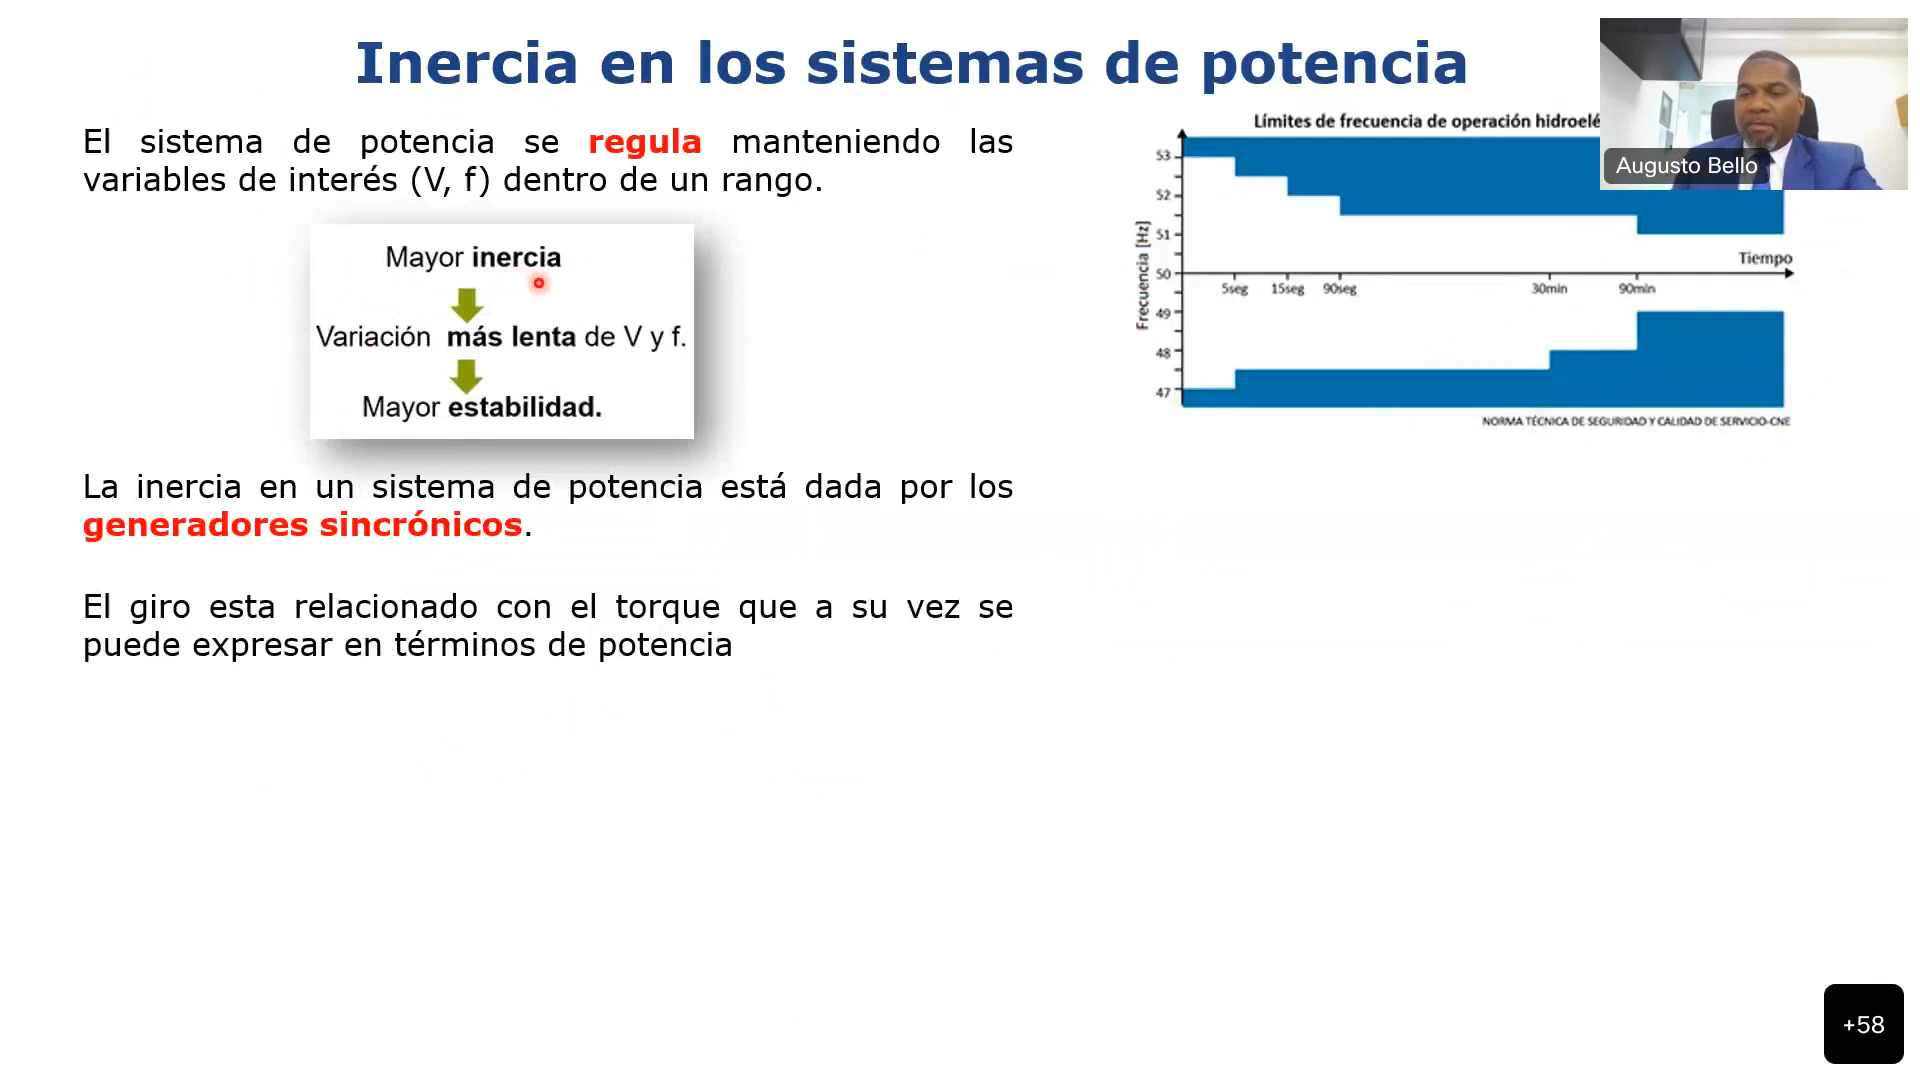 Inercia en los sistemas de potencia
El sistema de potencia se regula manteniendo las
variables de interés (V, f) dentro de un rango.
Mayor inercia
Variación más lenta de V y f.
Mayor estabilidad.
La inercia en un sistema de potencia está dada por los
generadores sincrónicos.
El giro esta relacionado con el torque que a su vez se
puede expresar en términos de potencia
Límites de frecuencia de operación hidroelé
Frecuencia [Hz]
53
52
51
50
49
48
47
Tiempo
5seg 15seg 90seg 30min 90min
NORMA TÉCNICA DE SEGURIDAD Y CALIDAD DE SERVICIO-CNE
Augusto Bello
+58